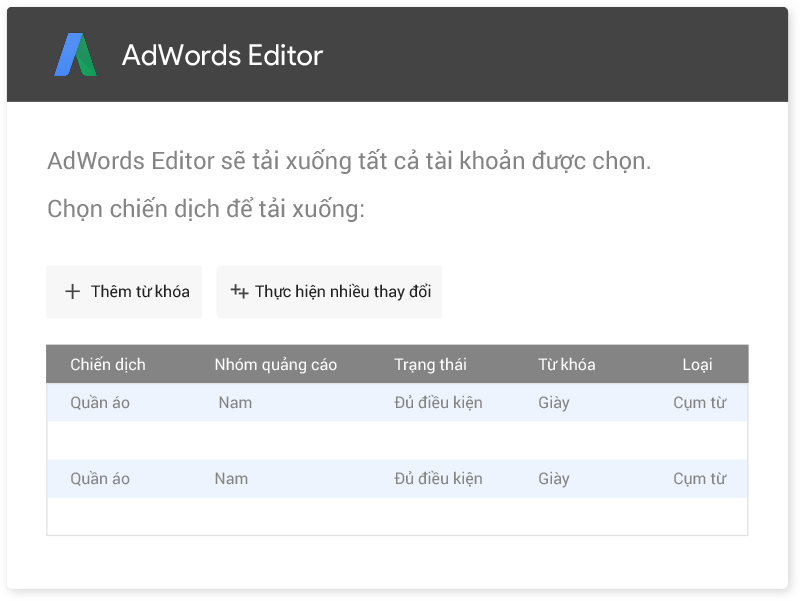 AdWords Editor
AdWords Editor sẽ tải xuống tất cả tài khoản được chọn.
Chọn chiến dịch để tải xuống:
Thêm từ khóa Thực hiện nhiều thay đổi
Chiến dịch Nhóm quảng cáo Trạng thái Từ khóa Loại
Quần áo Nam Đủ điều kiện Giày Cụm từ
Quần áo Nam Đủ điều kiện Giày Cụm từ